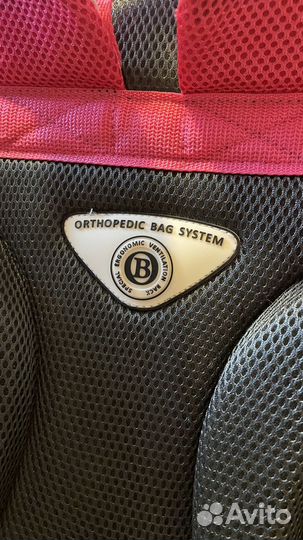 ORTHOPEDIC BAG SYSTEM
SPECIAL ERGONOMIC VENTILATION BACK
B
Avito